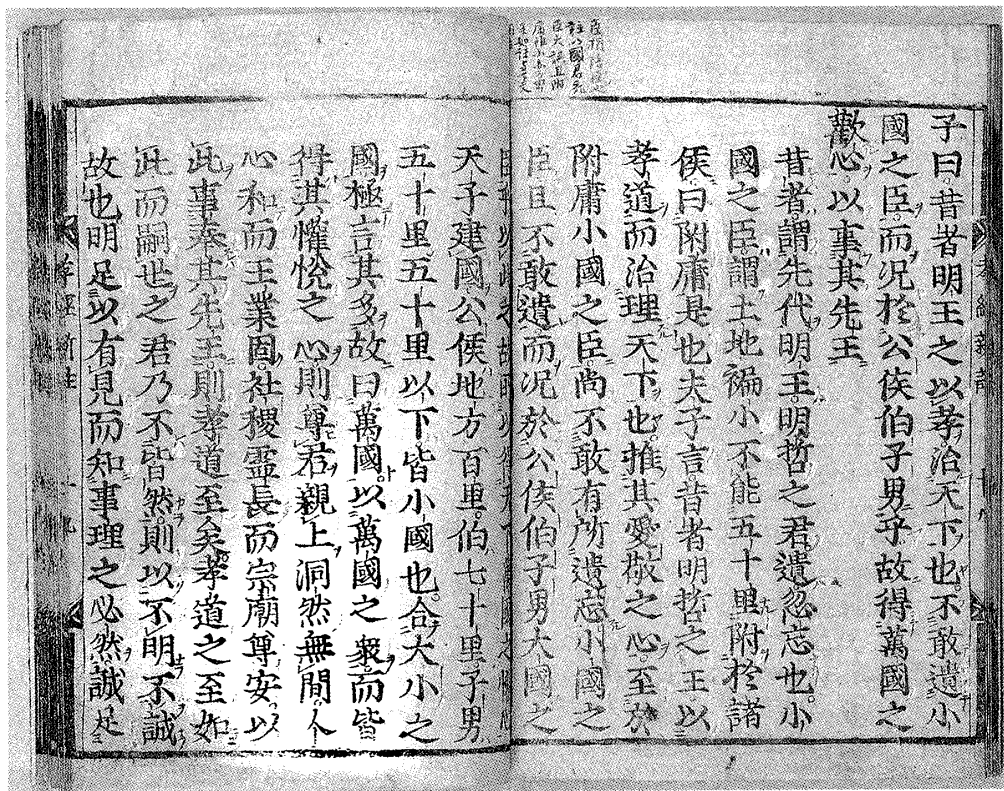 子曰昔者明王之以孝治天下也不敢遺小
國之臣而况於公侯伯子男乎故得萬國之
歡心以事其先王
昔者謂先代明王明哲之君遺忽忘也小
國之臣謂土地褊小不能五十里附於諸
侯曰附庸是也夫子言昔者明哲之王以
孝道而治理天下也推其愛敬之心至於
附庸小國之臣尚不敢有所遺忘小國之
臣且不敢遺而况於公侯伯子男大國之
天子建國公侯地方百里伯七十里子男
五十里五十里以下皆小國也合大小之
國極言其多故曰萬國以萬國之衆而皆
得其懽悅之心則尊君親上洞然無間人
心和而王業固社稷靈長而宗廟尊安以
此事奉其先王則孝道至矣孝道之至如
此而嗣世之君乃不皆然則以不明不誠
故也明足以有見而知事理之必然誠足